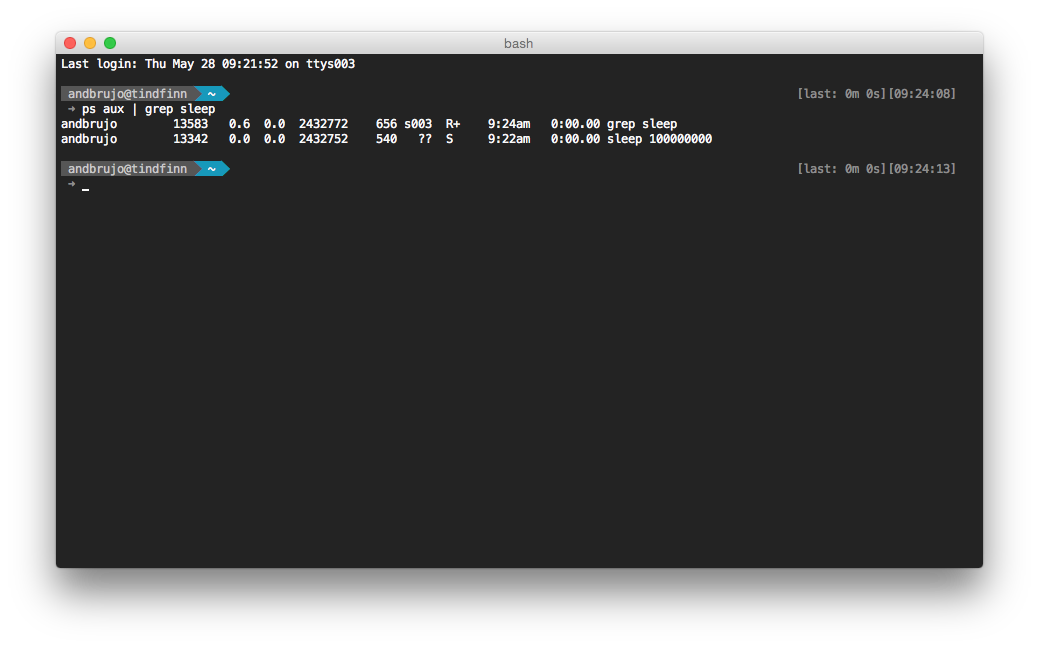 bash
Last login: Thu May 28 09:21:52 on ttys003
andbrujo@tindfinn ~ [last: 0m 0s][09:24:08]
➜ ps aux | grep sleep
andbrujo        13583   0.6  0.0  2432772    656 s003  R+    9:24am   0:00.00 grep sleep
andbrujo        13342   0.0  0.0  2432752    540   ??  S     9:22am   0:00.00 sleep 100000000
andbrujo@tindfinn ~ [last: 0m 0s][09:24:13]
➜ _